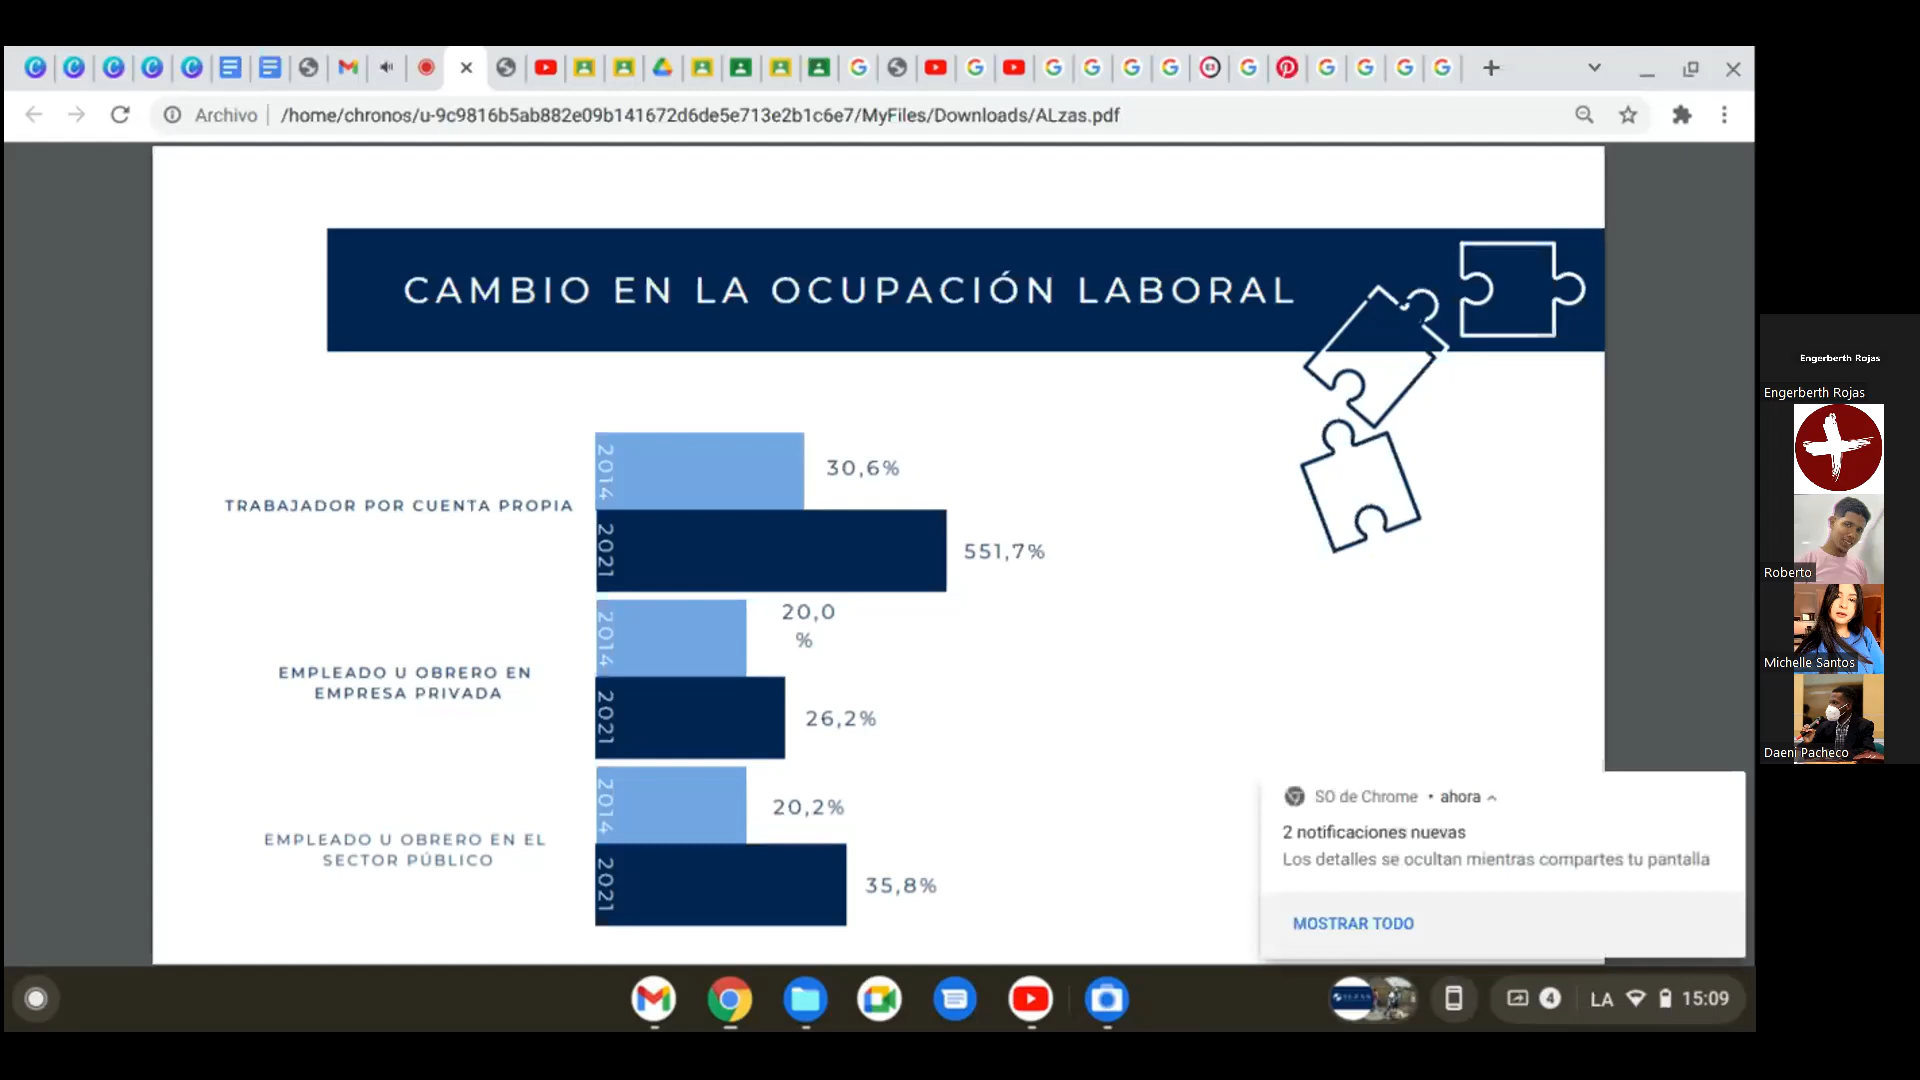 Archivo
/home/chronos/u-9c9816b5ab882e09b141672d6de5e713e2b1c6e7/MyFiles/Downloads/ALzas.pdf
CAMBIO EN LA OCUPACIÓN LABORAL
TRABAJADOR POR CUENTA PROPIA
2014
30,6%
2021
551,7%
EMPLEADO U OBRERO EN
EMPRESA PRIVADA
2014
20,0
%
2021
26,2%
EMPLEADO U OBRERO EN EL
SECTOR PÚBLICO
2014
20,2%
2021
35,8%
SO de Chrome • ahora
2 notificaciones nuevas
Los detalles se ocultan mientras compartes tu pantalla
MOSTRAR TODO
4
LA
15:09
Engerberth Rojas
Engerberth Rojas
Roberto
Michelle Santos
Daeni Pacheco